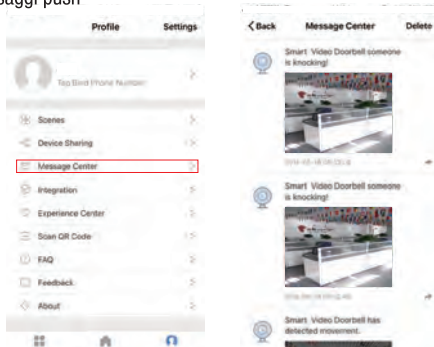 saggi push
Profile Settings
Tap Bind Phone Number
Scenes
Device Sharing
Message Center
Integration
Experience Center
Scan QR Code
FAQ
Feedback
About
Back Message Center Delete
Smart Video Doorbell someone
is knocking!
Smart Video Doorbell someone
is knocking!
Smart Video Doorbell has
detected movement.